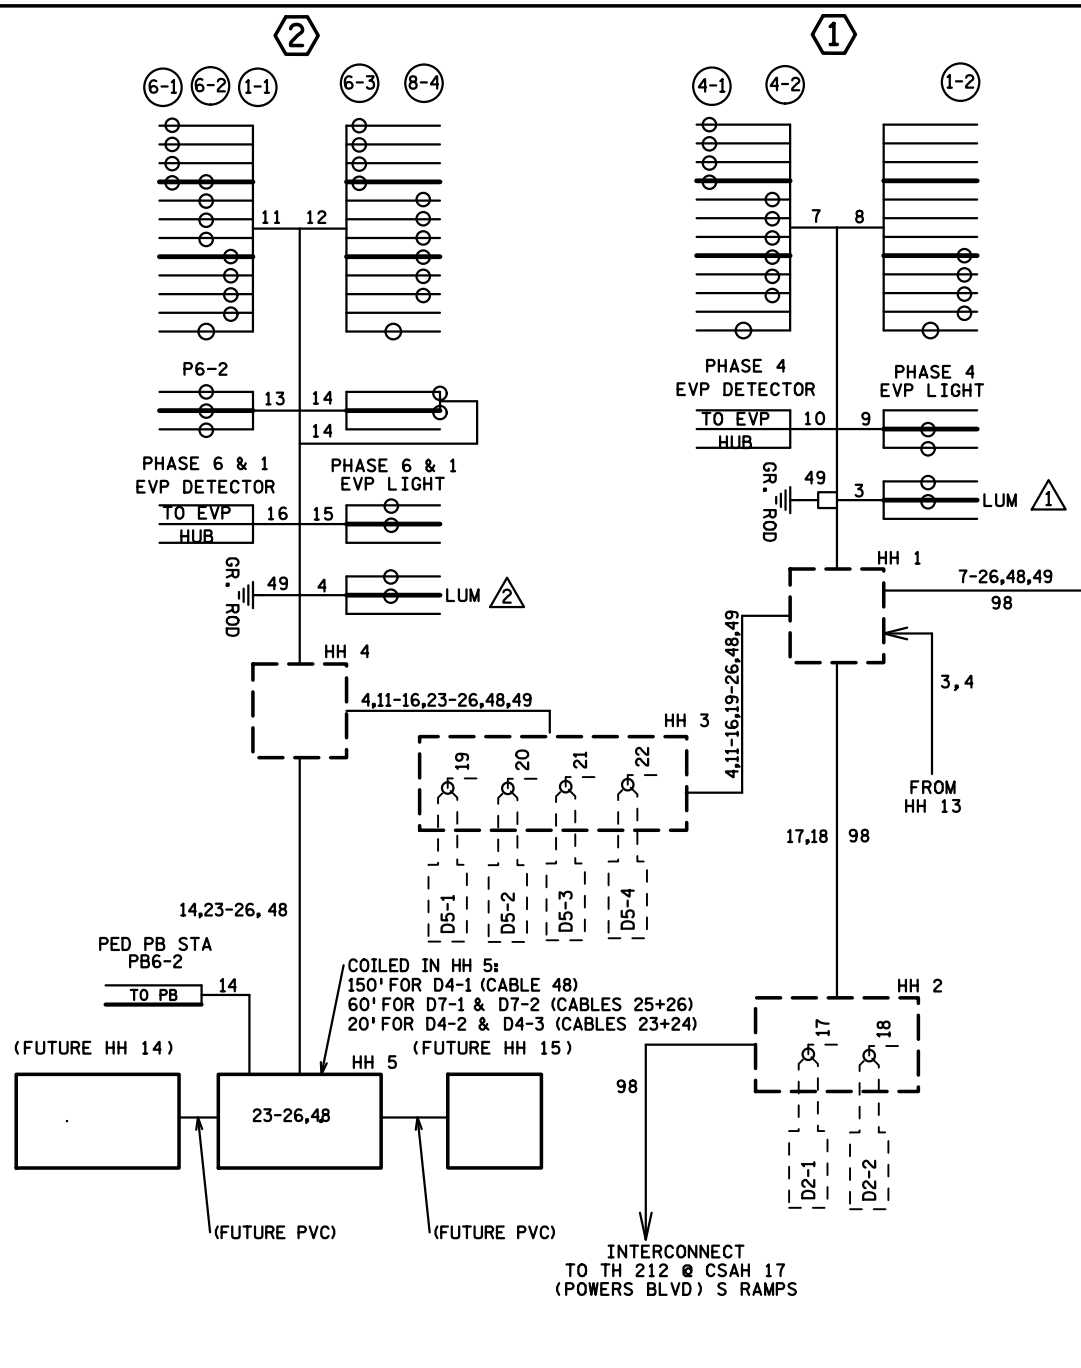 2
1
6-1 6-2 1-1 6-3 8-4
4-1 4-2 1-2
11 12
7 8
P6-2
13 14
14
PHASE 4
EVP DETECTOR
PHASE 4
EVP LIGHT
TO EVP
HUB
10 9
PHASE 6 & 1
EVP DETECTOR
PHASE 6 & 1
EVP LIGHT
TO EVP
HUB
16 15
GR. ROD
49 3
LUM 1
GR. ROD
49 4
LUM 2
HH 1
7-26,48,49
98
HH 4
4,11-16,23-26,48,49
4,11-16,19-26,48,49
3,4
FROM
HH 13
HH 3
19 20 21 22
D5-1 D5-2 D5-3 D5-4
17,18 98
14,23-26,48
PED PB STA
PB6-2
TO PB
14
COILED IN HH 5:
150' FOR D4-1 (CABLE 48)
60' FOR D7-1 & D7-2 (CABLES 25+26)
20' FOR D4-2 & D4-3 (CABLES 23+24)
HH 2
17 18
D2-1 D2-2
(FUTURE HH 14)
HH 5
(FUTURE HH 15)
23-26,48
98
(FUTURE PVC)
(FUTURE PVC)
INTERCONNECT
TO TH 212 @ CSAH 17
(POWERS BLVD) S RAMPS